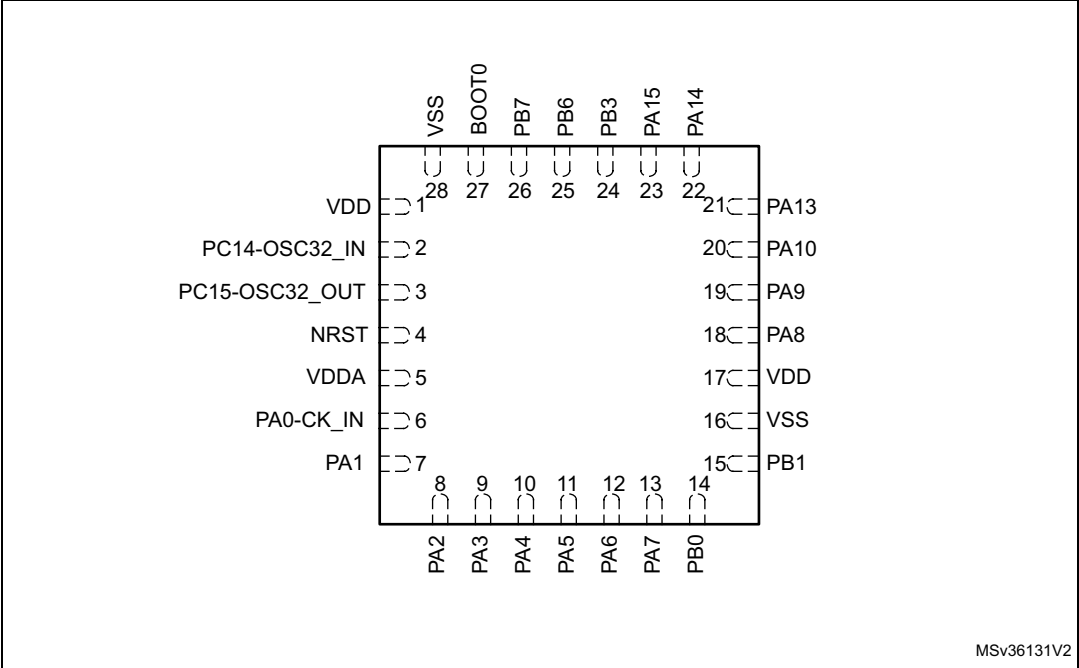 VSS
BOOT0
PB7
PB6
PB3
PA15
PA14
28
27
26
25
24
23
22
VDD 1
21 PA13
PC14-OSC32_IN 2
20 PA10
PC15-OSC32_OUT 3
19 PA9
NRST 4
18 PA8
VDDA 5
17 VDD
PA0-CK_IN 6
16 VSS
PA1 7
15 PB1
8
9
10
11
12
13
14
PA2
PA3
PA4
PA5
PA6
PA7
PB0
MSv36131V2